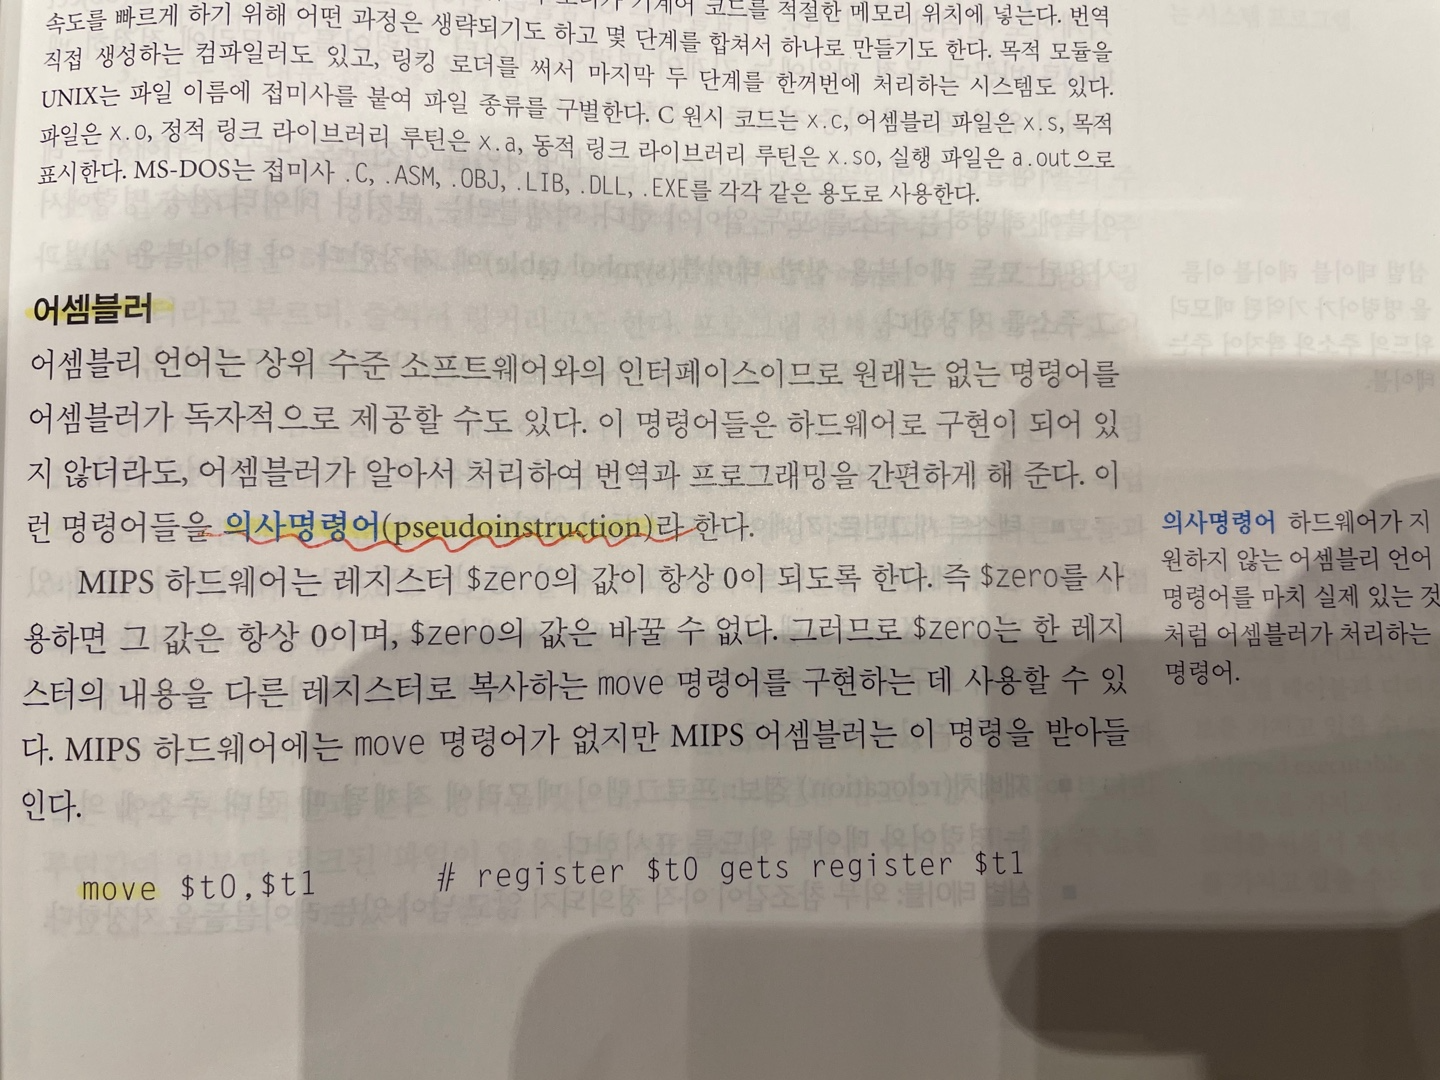 기계어 코드를 적절한 메모리 위치에 넣는다. 번역
속도를 빠르게 하기 위해 어떤 과정은 생략되기도 하고 몇 단계를 합쳐서 하나로 만들기도 한다. 목적 모듈을
직접 생성하는 컴파일러도 있고, 링킹 로더를 써서 마지막 두 단계를 한꺼번에 처리하는 시스템도 있다.
UNIX는 파일 이름에 접미사를 붙여 파일 종류를 구별한다. C 원시 코드는 x.c, 어셈블리 파일은 x.s, 목적
파일은 x.o, 정적 링크 라이브러리 루틴은 x.a, 동적 링크 라이브러리 루틴은 x.so, 실행 파일은 a.out으로
표시한다. MS-DOS는 접미사 .C, .ASM, .OBJ, .LIB, .DLL, .EXE를 각각 같은 용도로 사용한다.
어셈블러
어셈블리 언어는 상위 수준 소프트웨어와의 인터페이스이므로 원래는 없는 명령어를
어셈블러가 독자적으로 제공할 수도 있다. 이 명령어들은 하드웨어로 구현이 되어 있
지 않더라도, 어셈블러가 알아서 처리하여 번역과 프로그래밍을 간편하게 해 준다. 이
런 명령어들을 의사명령어(pseudoinstruction)라 한다.
MIPS 하드웨어는 레지스터 $zero의 값이 항상 0이 되도록 한다. 즉 $zero를 사
용하면 그 값은 항상 0이며, $zero의 값은 바꿀 수 없다. 그러므로 $zero는 한 레지
스터의 내용을 다른 레지스터로 복사하는 move 명령어를 구현하는 데 사용할 수 있
다. MIPS 하드웨어에는 move 명령어가 없지만 MIPS 어셈블러는 이 명령을 받아들
인다.
move $t0,$t1 # register $t0 gets register $t1
의사명령어 하드웨어가 지
원하지 않는 어셈블리 언어
명령어를 마치 실제 있는 것
처럼 어셈블러가 처리하는
명령어.